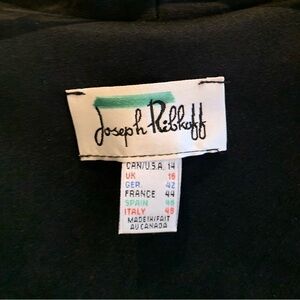 Joseph Ribkoff
CAN/U.S.A. 14
UK 16
GER. 42
FRANCE 44
SPAIN 46
ITALY 48
MADE IN/FAIT
AU CANADA